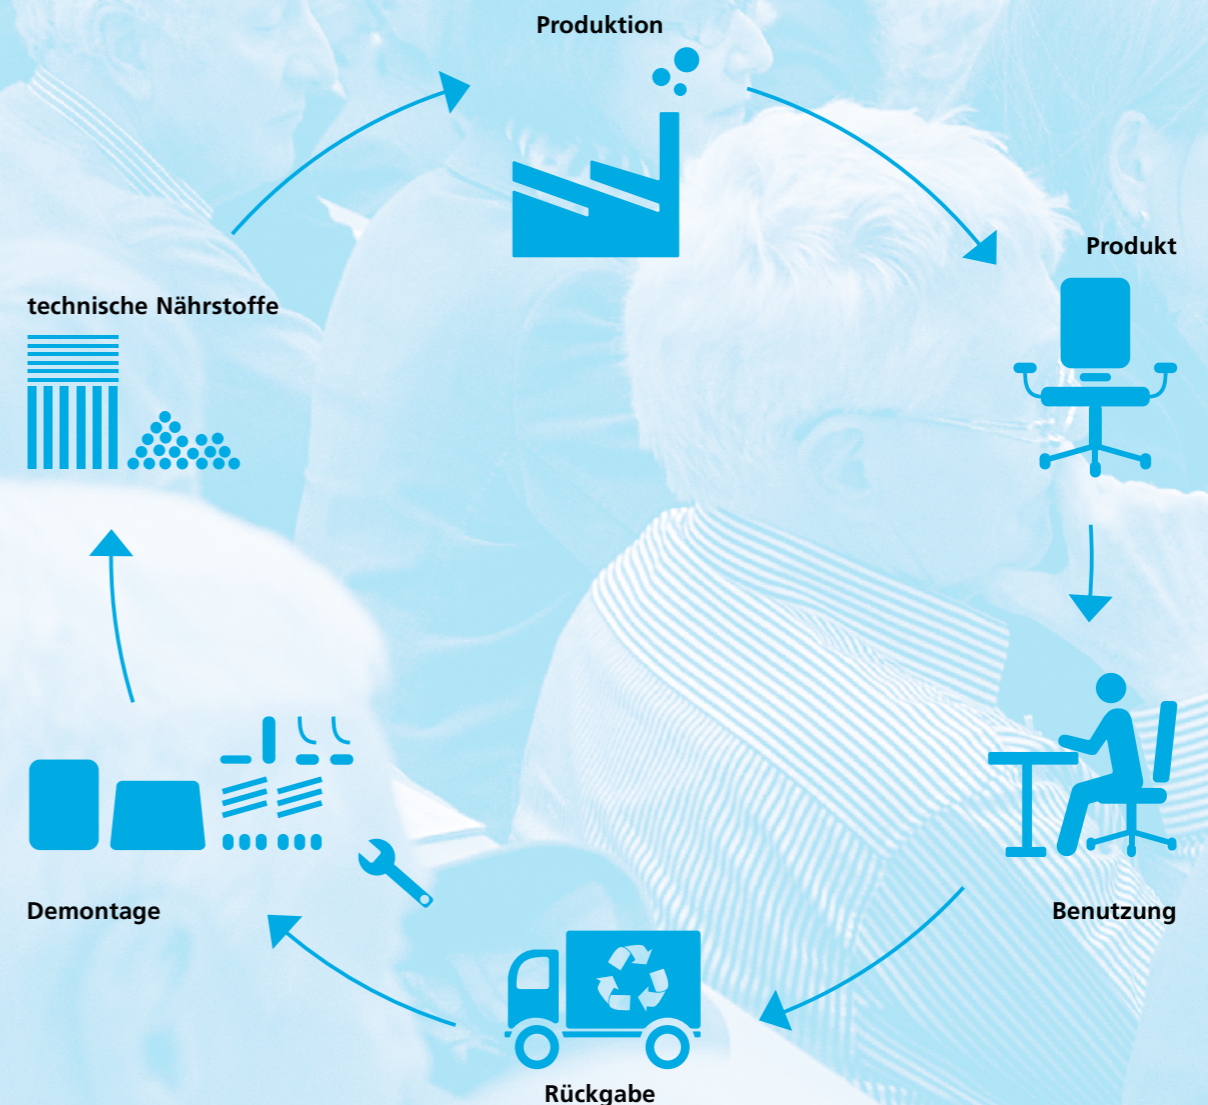 Produktion
Produkt
technische Nährstoffe
Demontage
Benutzung
Rückgabe